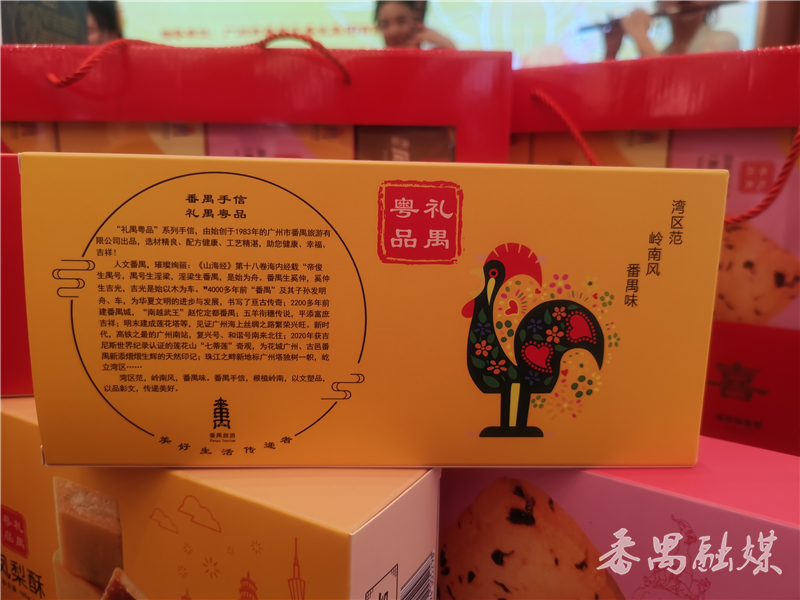 番禺手信
礼禺粤品
“礼禺粤品”系列手信，由始创于1983年的广州市番禺旅游有
限公司出品，选材精良、配方健康、工艺精湛，助您健康、幸福、
吉祥！
人文番禺，璀璨绚丽：《山海经》第十八卷海内经载“帝俊
生禺号，禺号生淫梁，淫梁生番禺，是始为舟。番禺生奚仲，奚仲
生吉光，吉光是始以木为车。”4000多年前“番禺”及其子孙发明
舟、车，为华夏文明的进步与发展，书写了亘古传奇；2200多年前
建番禺城，“南越武王”赵佗定都番禺；五羊衔穗传说，平添富庶
吉祥；明末建成莲花塔等，见证广州海上丝绸之路繁荣兴旺。新时
代，高铁之最的广州南站，复兴号、和谐号南来北往；2020年获吉
尼斯世界纪录认证的莲花山“七蒂莲”奇观，为花城广州、古邑番
禺新添熠熠生辉的天然印记；珠江之畔新地标广州塔独树一帜，屹
立湾区……
湾区范，岭南风，番禺味。番禺手信，根植岭南，以文塑品，
以品彰文，传递美好。
番禺旅游
Panyu Tourism
美好生活传递者
礼禺
粤品
湾区范
岭南风
番禺味
礼禺
粤品
凤梨酥
番禺融媒